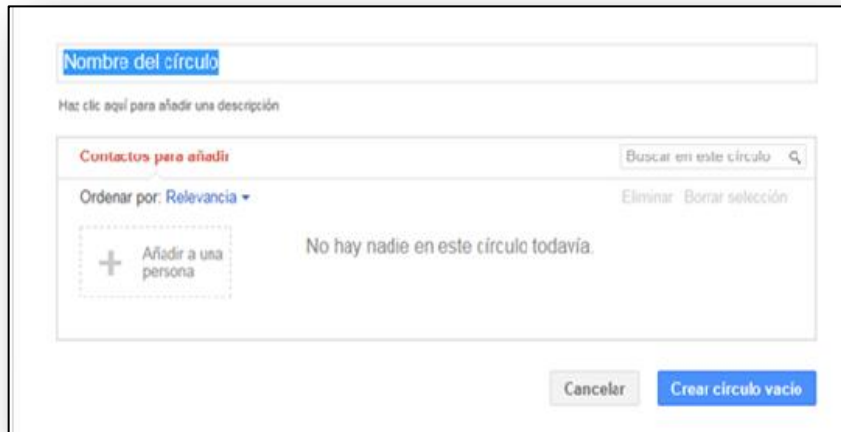 Nombre del círculo
Haz clic aquí para añadir una descripción
Contactos para añadir
Buscar en este círculo
Ordenar por: Relevancia
Eliminar Borrar selección
Añadir a una
persona
No hay nadie en este círculo todavía.
Cancelar
Crear círculo vacío